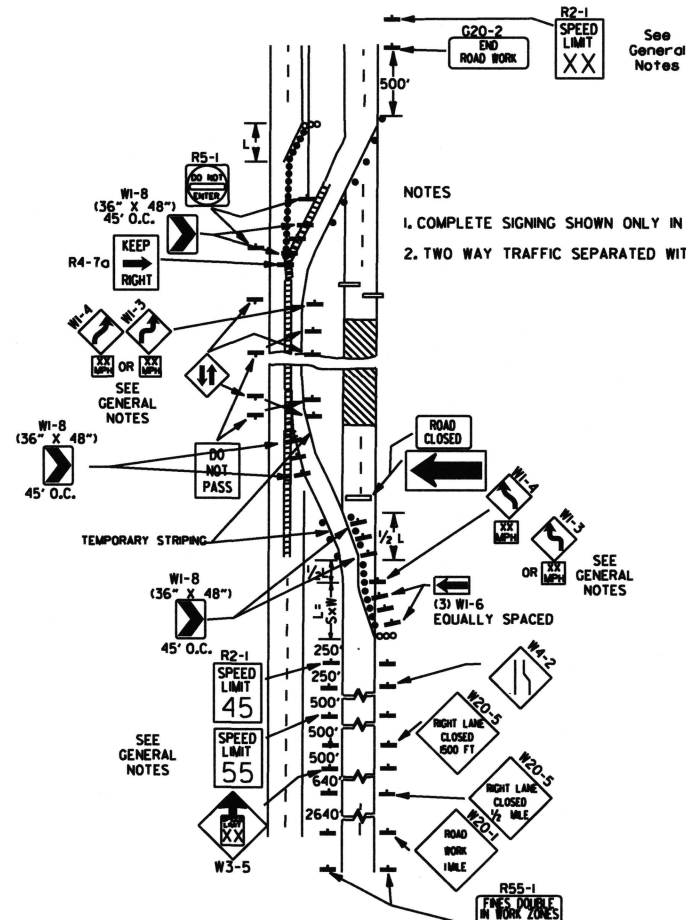 R2-1
SPEED
LIMIT
XX
See
General
Notes
G20-2
END
ROAD WORK
500'
L
R5-1
DO NOT
ENTER
W1-8
(36" X 48")
45' O.C.
NOTES
1. COMPLETE SIGNING SHOWN ONLY IN
2. TWO WAY TRAFFIC SEPARATED WIT
R4-7a
KEEP
RIGHT
W1-4
W1-3
XX
MPH
OR
XX
MPH
SEE
GENERAL
NOTES
W1-8
(36" X 48")
45' O.C.
DO
NOT
PASS
ROAD
CLOSED
TEMPORARY STRIPING
W1-4
XX
MPH
W1-3
OR
XX
MPH
SEE
GENERAL
NOTES
1/2 L
1/2 L
L=
SxW
(3) W1-6
EQUALLY SPACED
W1-8
(36" X 48")
45' O.C.
R2-1
SPEED
LIMIT
45
250'
250'
500'
500'
500'
640'
2640'
W4-2
SEE
GENERAL
NOTES
SPEED
LIMIT
55
W20-5
RIGHT LANE
CLOSED
1500 FT
W20-5
RIGHT LANE
CLOSED
1/2 MILE
XX
W3-5
W20-1
ROAD
WORK
1 MILE
R55-1
FINES DOUBLE
IN WORK ZONES